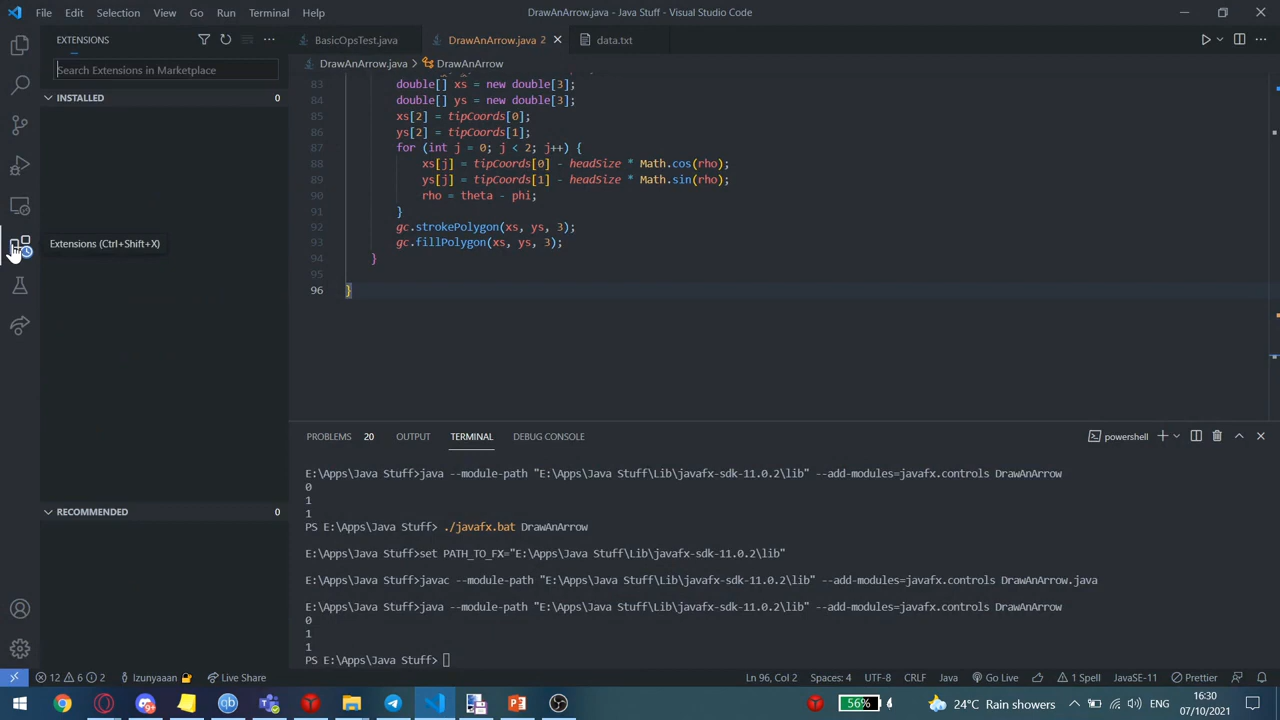 File Edit Selection View Go Run Terminal Help
DrawAnArrow.java - Java Stuff - Visual Studio Code
EXTENSIONS
Search Extensions in Marketplace
INSTALLED 0
Extensions (Ctrl+Shift+X)
RECOMMENDED 0
BasicOpsTest.java DrawAnArrow.java 2 data.txt
DrawAnArrow.java > DrawAnArrow
83 double[] xs = new double[3];
84 double[] ys = new double[3];
85 xs[2] = tipCoords[0];
86 ys[2] = tipCoords[1];
87 for (int j = 0; j < 2; j++) {
88 xs[j] = tipCoords[0] - headSize * Math.cos(rho);
89 ys[j] = tipCoords[1] - headSize * Math.sin(rho);
90 rho = theta - phi;
91 }
92 gc.strokePolygon(xs, ys, 3);
93 gc.fillPolygon(xs, ys, 3);
94 }
95
96 }
PROBLEMS 20 OUTPUT TERMINAL DEBUG CONSOLE powershell
E:\Apps\Java Stuff>java --module-path "E:\Apps\Java Stuff\Lib\javafx-sdk-11.0.2\lib" --add-modules=javafx.controls DrawAnArrow
0
1
1
PS E:\Apps\Java Stuff> ./javafx.bat DrawAnArrow
E:\Apps\Java Stuff>set PATH_TO_FX="E:\Apps\Java Stuff\Lib\javafx-sdk-11.0.2\lib"
E:\Apps\Java Stuff>javac --module-path "E:\Apps\Java Stuff\Lib\javafx-sdk-11.0.2\lib" --add-modules=javafx.controls DrawAnArrow.java
E:\Apps\Java Stuff>java --module-path "E:\Apps\Java Stuff\Lib\javafx-sdk-11.0.2\lib" --add-modules=javafx.controls DrawAnArrow
0
1
1
PS E:\Apps\Java Stuff>
12 6 2 Izunyaaan Live Share Ln 96, Col 2 Spaces: 4 UTF-8 CRLF Java Go Live 1 Spell JavaSE-11 Prettier
56% 24°C Rain showers ENG 16:30
07/10/2021